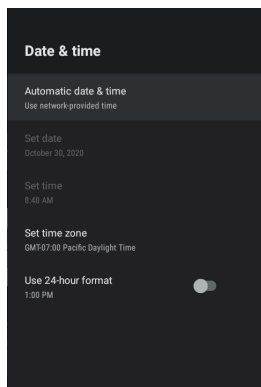 Date & time
Automatic date & time
Use network-provided time
Set date
October 30, 2020
Set time
8:48 AM
Set time zone
GMT-07:00 Pacific Daylight Time
Use 24-hour format
1:00 PM